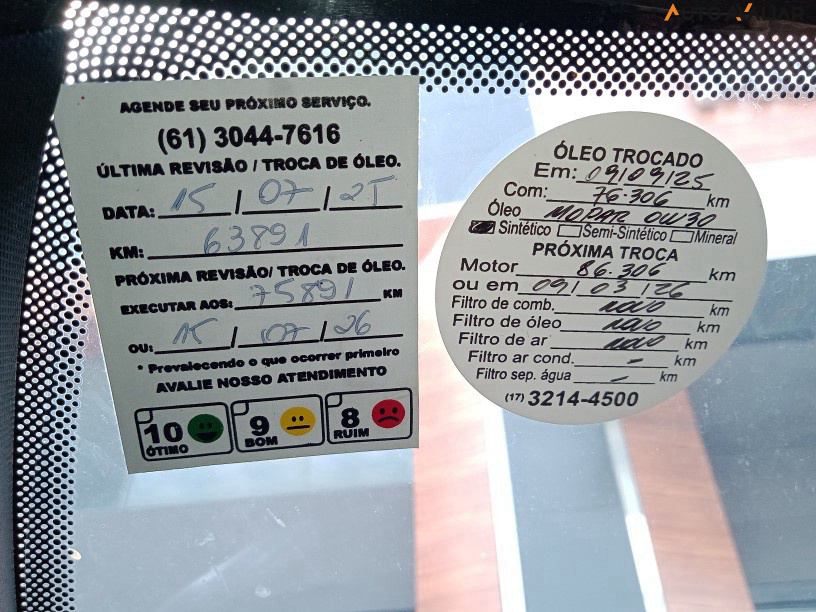 AGENDE SEU PRÓXIMO SERVIÇO.
(61) 3044-7616
ÚLTIMA REVISÃO / TROCA DE ÓLEO.
DATA: 15 / 07 / 25
KM: 63891
PRÓXIMA REVISÃO/ TROCA DE ÓLEO.
EXECUTAR AOS: 75891 KM
OU: 15 / 07 / 26
* Prevalecendo o que ocorrer primeiro
AVALIE NOSSO ATENDIMENTO
10 ÓTIMO
9 BOM
8 RUIM
ÓLEO TROCADO
Em: 09/09/25
Com: 76.306 km
Óleo MOPAR 0W30
Sintético Semi-Sintético Mineral
PRÓXIMA TROCA
Motor 86.306 km
ou em 09/03/26
Filtro de comb. novo km
Filtro de óleo novo km
Filtro de ar novo km
Filtro ar cond. - km
Filtro sep. água - km
(17) 3214-4500